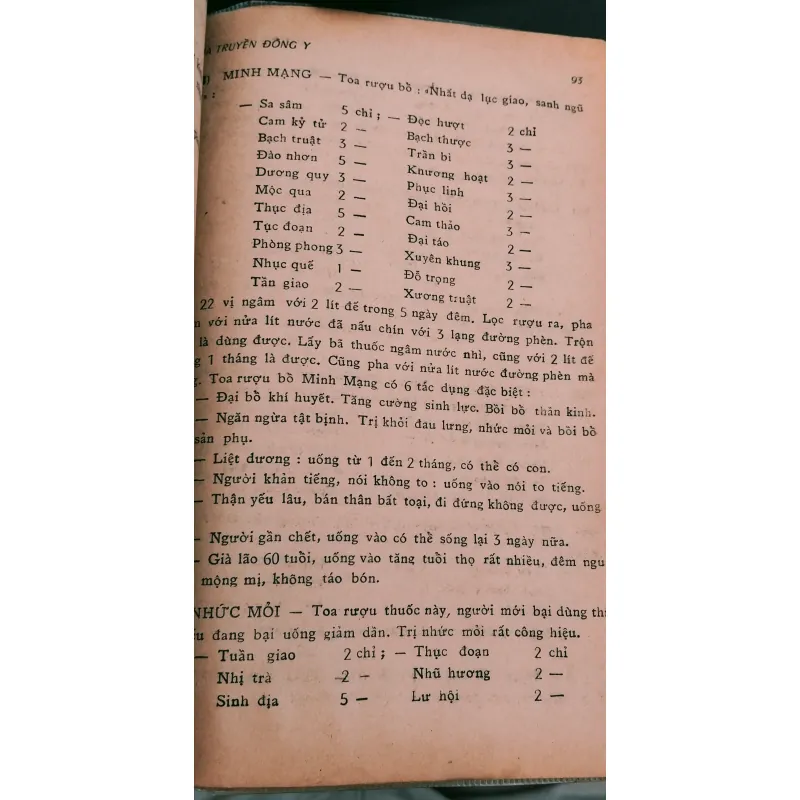 TRUYỀN ĐÔNG Y
93
MINH MẠNG — Toa rượu bồ : «Nhất dạ lục giao, sanh ngũ
:
— Sa sâm 5 chỉ ; — Đọc hượt 2 chỉ
Cam kỷ tử 2 — Bạch thược 3 —
Bạch truật 3 — Trần bì 3 —
Đào nhơn 5 — Knương hoạt 2 —
Dương quy 3 — Phục linh 3 —
Mộc qua 2 — Đại hồi 2 —
Thục địa 5 — Cam thảo 3 —
Tục đoạn 2 — Đại táo 2 —
Phòng phong 3 — Xuyên khung 3 —
Nhục quế 1 — Đỗ trọng 2 —
Tần giao 2 — Xương truật 2 —
22 vị ngâm với 2 lít để trong 5 ngày đêm. Lọc rượu ra, pha
với nửa lít nước đã nấu chín với 3 lạng đường phèn. Trộn
là dùng được. Lấy bã thuốc ngâm nước nhì, cũng với 2 lít để
1 tháng là được. Cũng pha với nửa lít nước đường phèn mà
Toa rượu bồ Minh Mạng có 6 tác dụng đặc biệt :
— Đại bồ khí huyết. Tăng cường sinh lực. Bồi bồ thần kinh.
— Ngăn ngừa tật bịnh. Trị khỏi đau lưng, nhức mỏi và bồi bồ
sản phụ.
— Liệt dương : uống từ 1 đến 2 tháng, có thể có con.
— Người khản tiếng, nói không to : uống vào nói to tiếng.
— Thận yếu lâu, bán thân bất toại, đi đứng không được, uống
— Người gần chết, uống vào có thể sống lại 3 ngày nữa.
— Già lão 60 tuổi, uống vào tăng tuổi thọ rất nhiều, đêm ngu
mộng mị, không táo bón.
NHỨC MỎI — Toa rượu thuốc này, người mới bại dùng th
đang bại uống giảm dần. Trị nhức mỏi rất công hiệu.
— Tuần giao 2 chỉ ; — Thục đoạn 2 chỉ
Nhị trà 2 — Nhũ hương 2 —
Sinh địa 5 — Lư hội 2 —